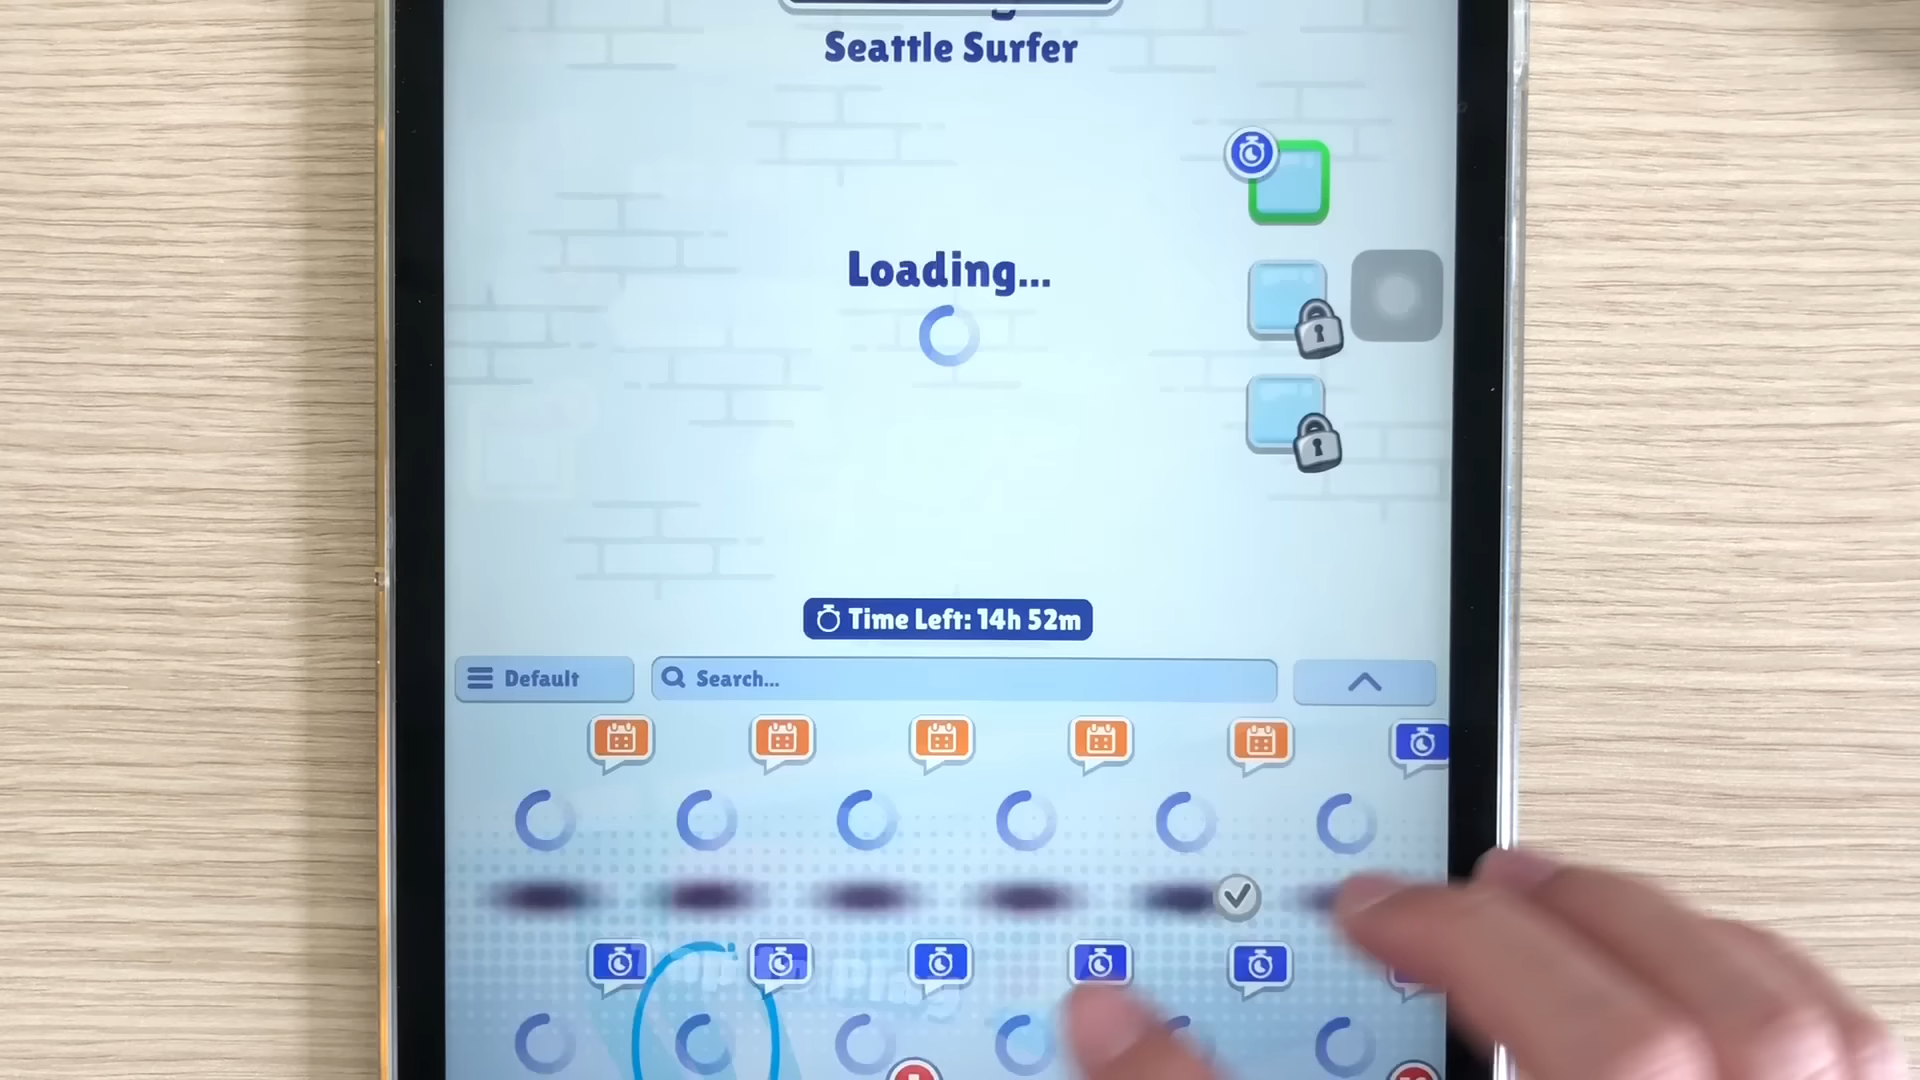 Seattle Surfer
Loading...
Time Left: 14h 52m
Default
Search...